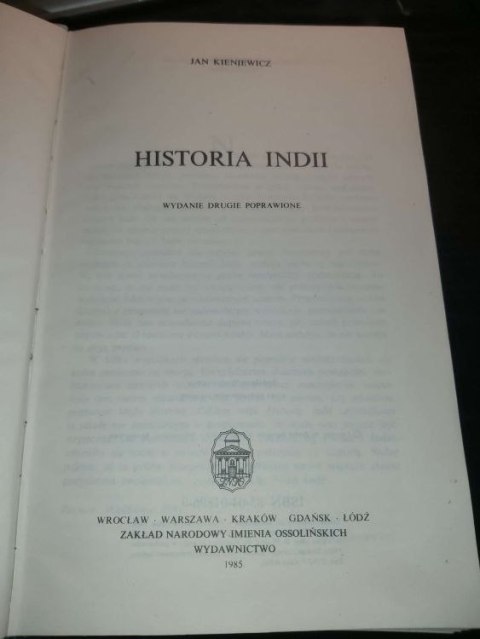 JAN KIENIEWICZ
HISTORIA INDII
WYDANIE DRUGIE POPRAWIONE
WROCŁAW · WARSZAWA · KRAKÓW GDAŃSK · ŁÓDŹ
ZAKŁAD NARODOWY IMIENIA OSSOLIŃSKICH
WYDAWNICTWO
1985